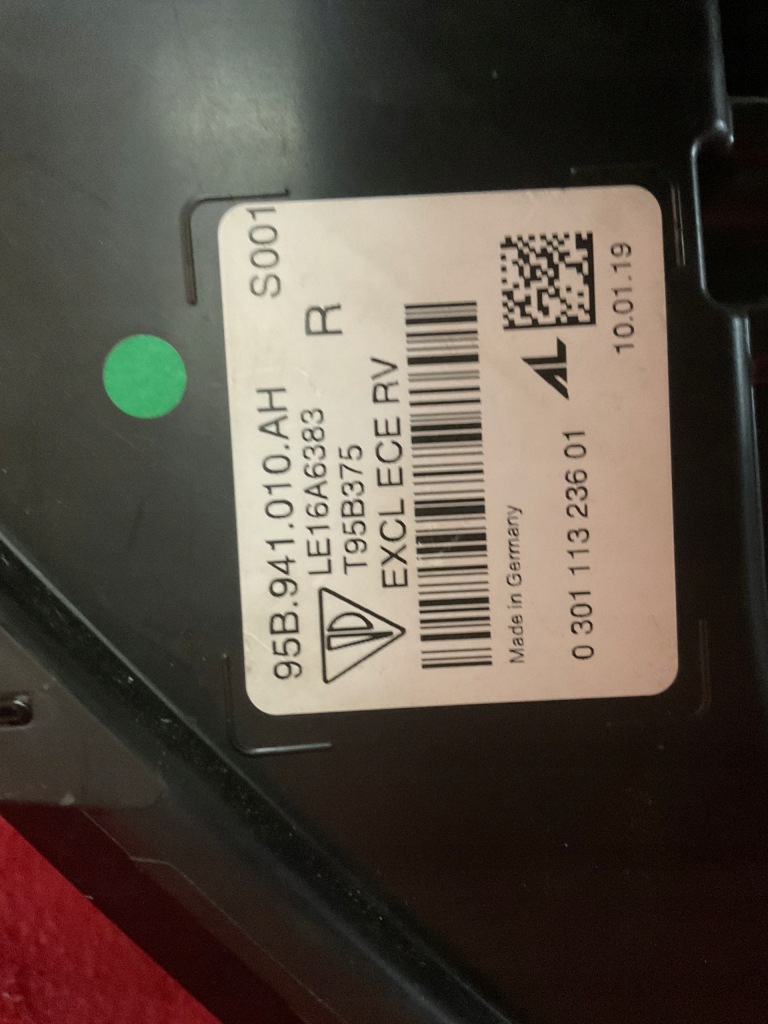 95B.941.010.AH S001
LE16A6383 R
T95B375
EXCL ECE RV
Made in Germany
AL
0 301 113 236 01 10.01.19